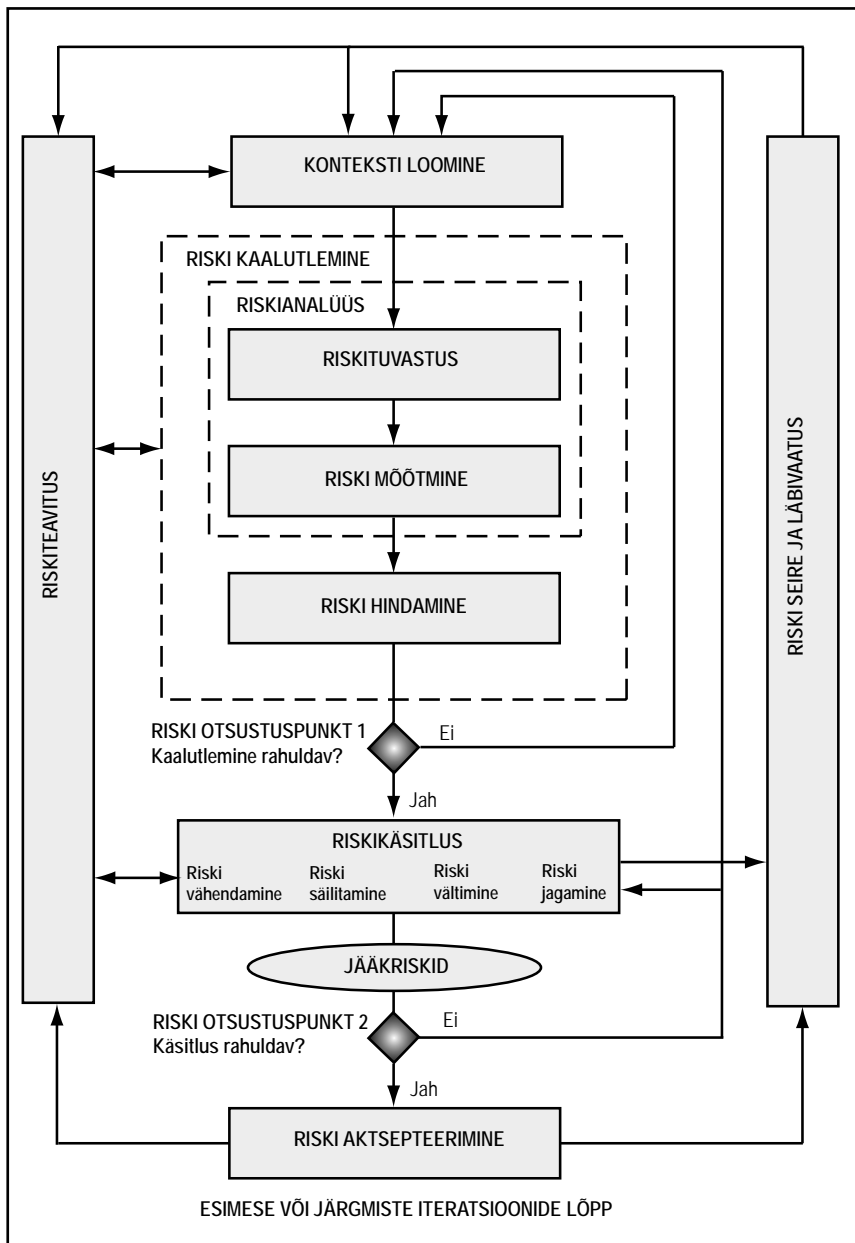 KONTEKSTI LOOMINE
RISKI KAALUTLEMINE
RISKIANALÜÜS
RISKITUVASTUS
RISKI MÕÕTMINE
RISKI HINDAMINE
RISKITEAVITUS
RISKI SEIRE JA LÄBIVAATUS
RISKI OTSUSTUSPUNKT 1
Kaalutlemine rahuldav?
Ei
Jah
RISKIKÄSITLUS
Riski
vähendamine
Riski
säilitamine
Riski
vältimine
Riski
jagamine
JÄÄKRISKID
RISKI OTSUSTUSPUNKT 2
Käsitlus rahuldav?
Ei
Jah
RISKI AKTSEPTEERIMINE
ESIMESE VÕI JÄRGMISTE ITERATSIOONIDE LÕPP